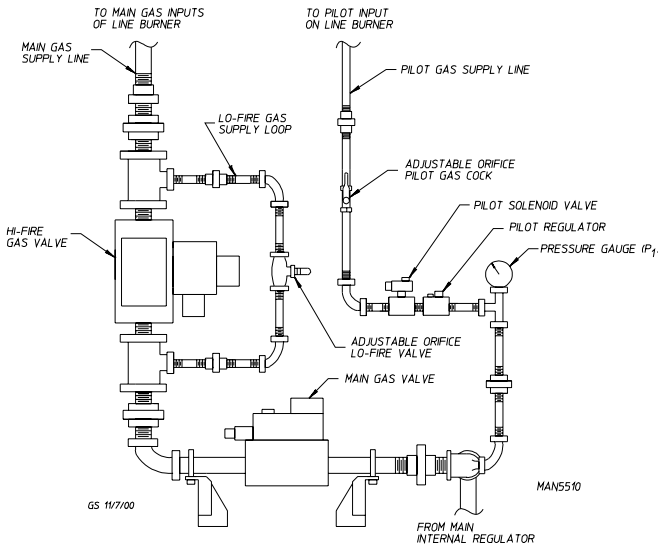 TO MAIN GAS INPUTS
OF LINE BURNER
TO PILOT INPUT
ON LINE BURNER
MAIN GAS
SUPPLY LINE
PILOT GAS SUPPLY LINE
LO-FIRE GAS
SUPPLY LOOP
ADJUSTABLE ORIFICE
PILOT GAS COCK
PILOT SOLENOID VALVE
PILOT REGULATOR
HI-FIRE
GAS VALVE
PRESSURE GAUGE (P1.
ADJUSTABLE ORIFICE
LO-FIRE VALVE
MAIN GAS VALVE
MAN5510
GS 11/7/00
FROM MAIN
INTERNAL REGULATOR